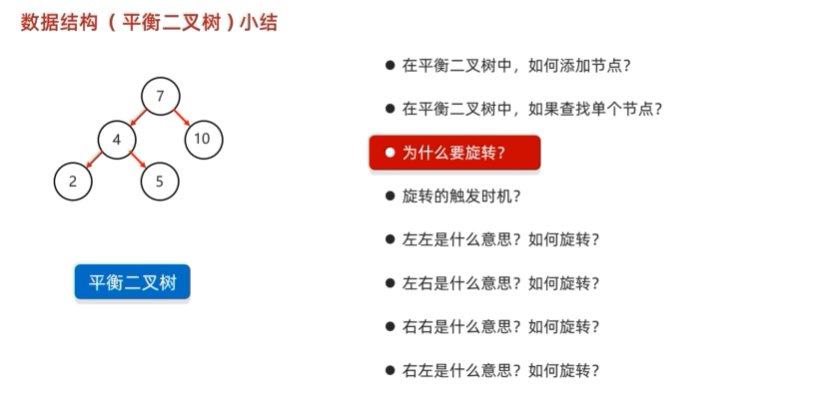 数据结构（平衡二叉树）小结
7
4
10
2
5
平衡二叉树
● 在平衡二叉树中，如何添加节点？
● 在平衡二叉树中，如果查找单个节点？
● 为什么要旋转？
● 旋转的触发时机？
● 左左是什么意思？如何旋转？
● 左右是什么意思？如何旋转？
● 右右是什么意思？如何旋转？
● 右左是什么意思？如何旋转？